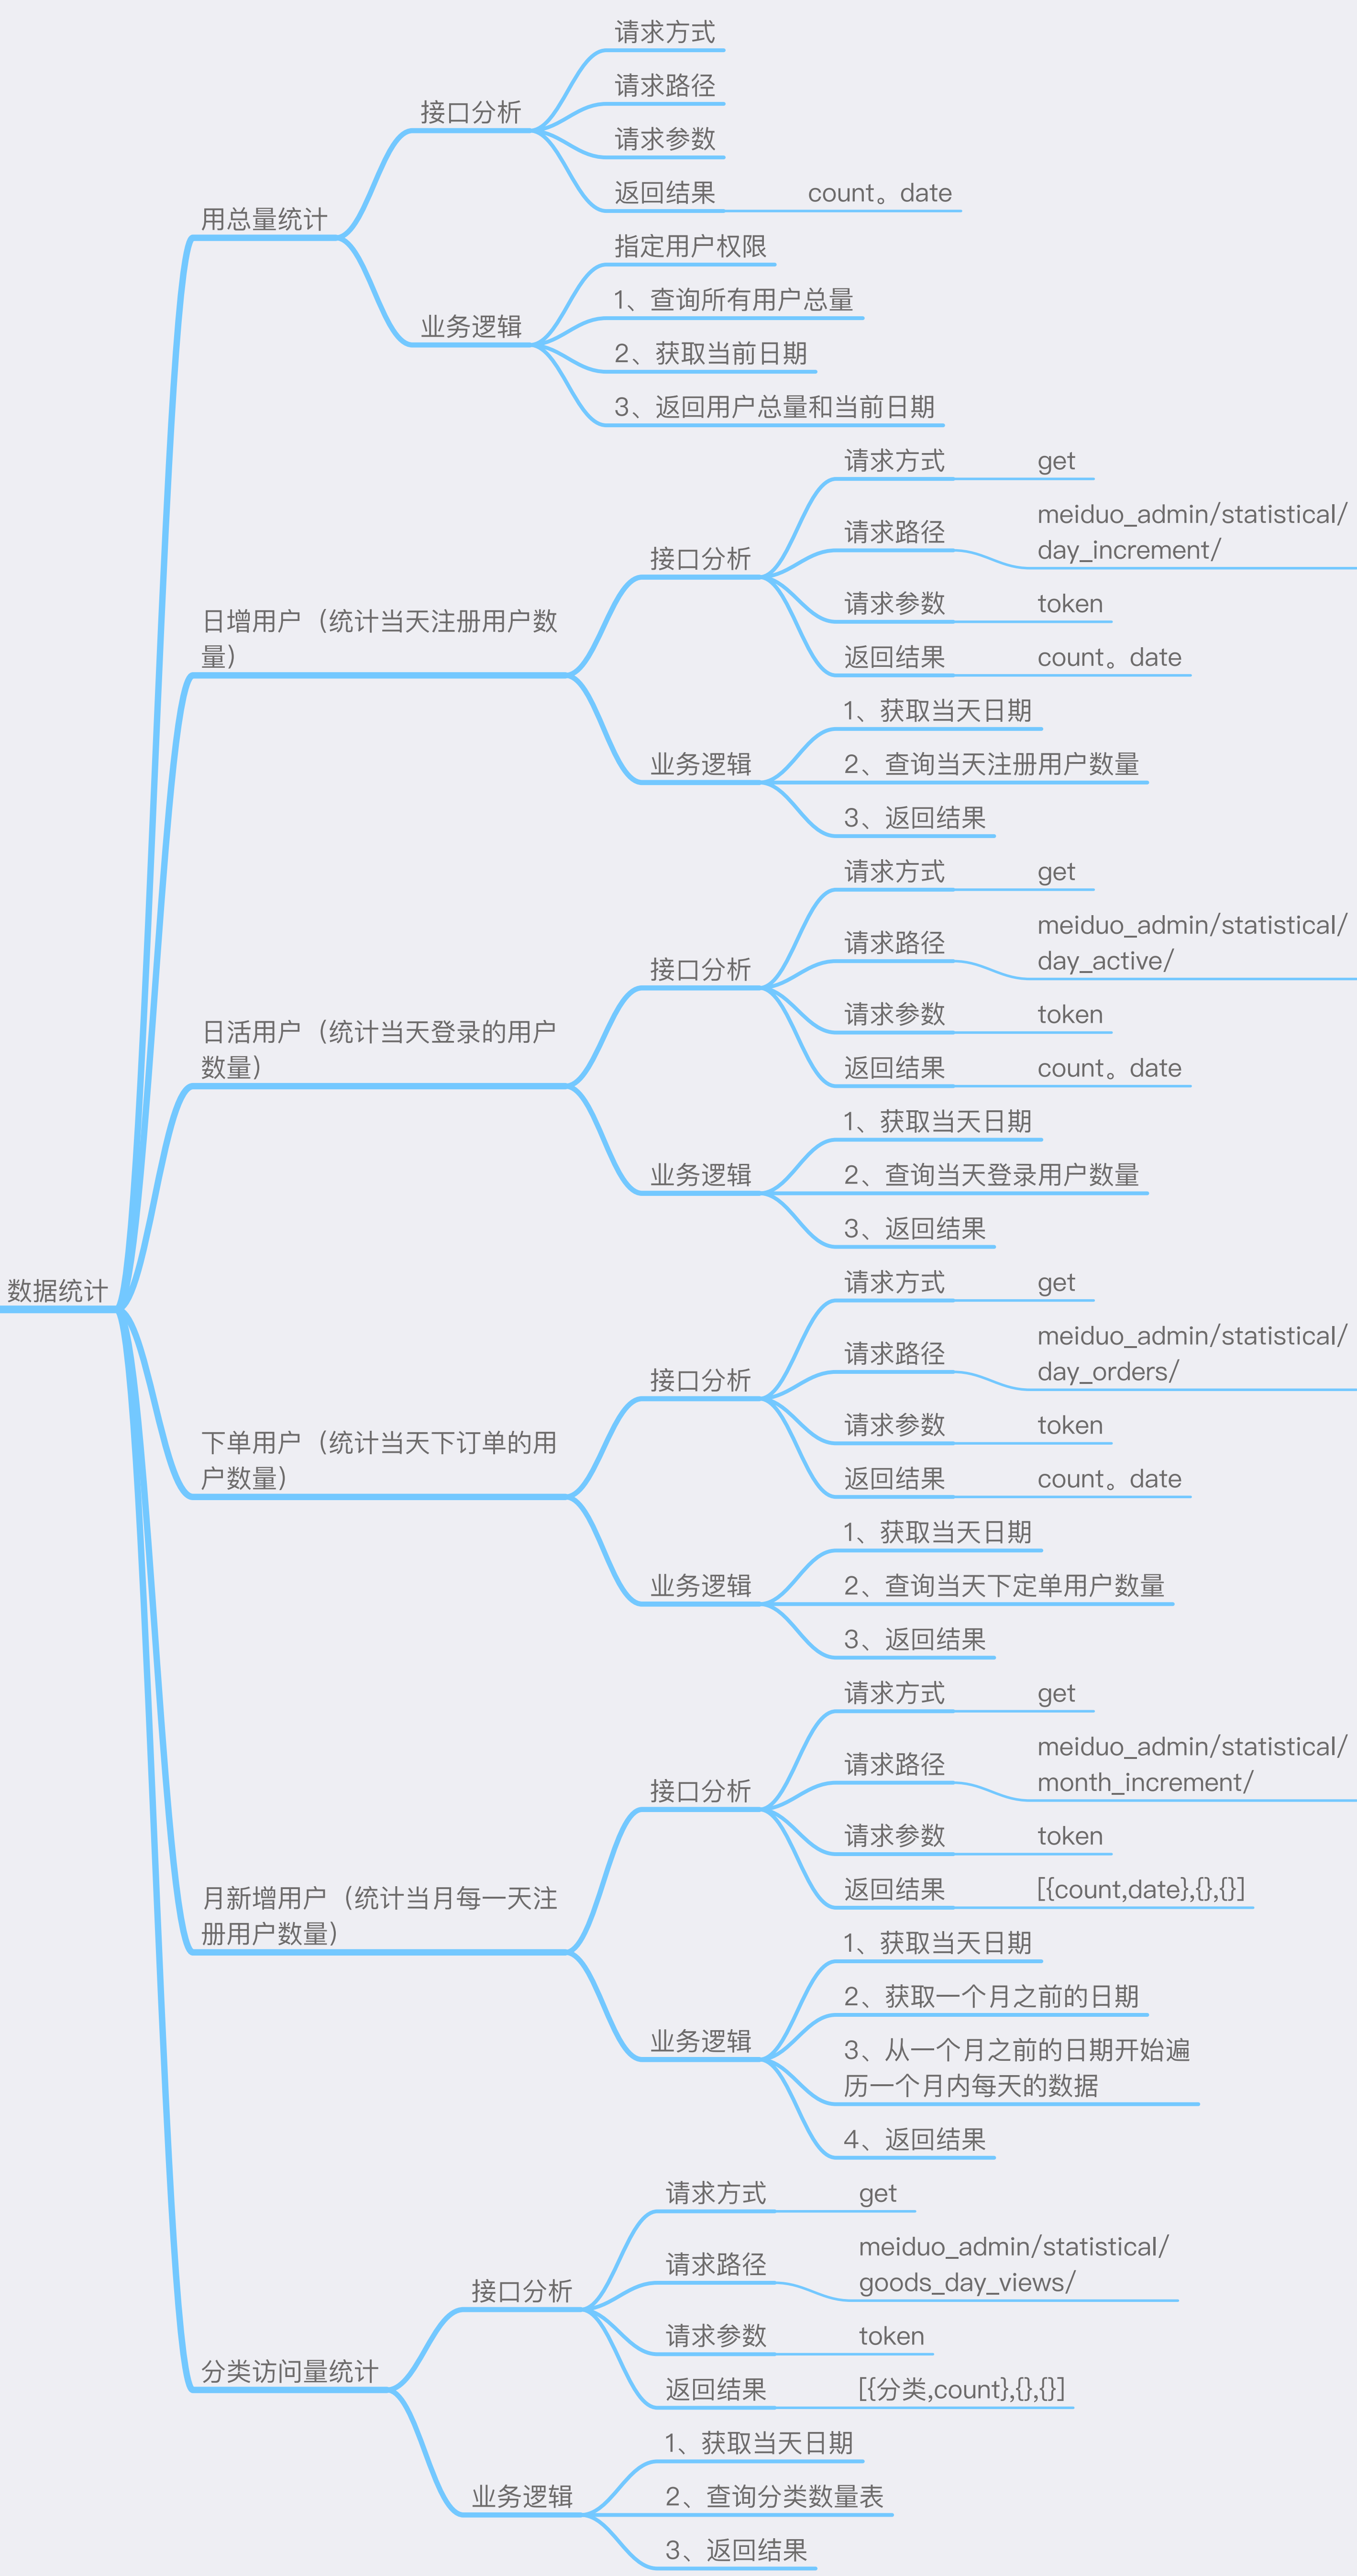 请求方式
请求路径
接口分析
请求参数
返回结果
count。date
用总量统计
指定用户权限
1、查询所有用户总量
业务逻辑
2、获取当前日期
3、返回用户总量和当前日期
请求方式
get
meiduo_admin/statistical/
day_increment/
请求路径
接口分析
请求参数
token
日增用户（统计当天注册用户数
量）
返回结果
count。date
1、获取当天日期
业务逻辑
2、查询当天注册用户数量
3、返回结果
请求方式
get
meiduo_admin/statistical/
day_active/
请求路径
接口分析
请求参数
token
日活用户（统计当天登录的用户
数量）
返回结果
count。date
1、获取当天日期
业务逻辑
2、查询当天登录用户数量
3、返回结果
数据统计
请求方式
get
meiduo_admin/statistical/
day_orders/
请求路径
接口分析
请求参数
token
下单用户（统计当天下订单的用
户数量）
返回结果
count。date
1、获取当天日期
业务逻辑
2、查询当天下定单用户数量
3、返回结果
请求方式
get
meiduo_admin/statistical/
month_increment/
请求路径
接口分析
请求参数
token
返回结果
[{count,date},{},{}]
月新增用户（统计当月每一天注
册用户数量）
1、获取当天日期
2、获取一个月之前的日期
业务逻辑
3、从一个月之前的日期开始遍
历一个月内每天的数据
4、返回结果
请求方式
get
meiduo_admin/statistical/
goods_day_views/
请求路径
接口分析
请求参数
token
分类访问量统计
返回结果
[{分类,count},{},{}]
1、获取当天日期
业务逻辑
2、查询分类数量表
3、返回结果